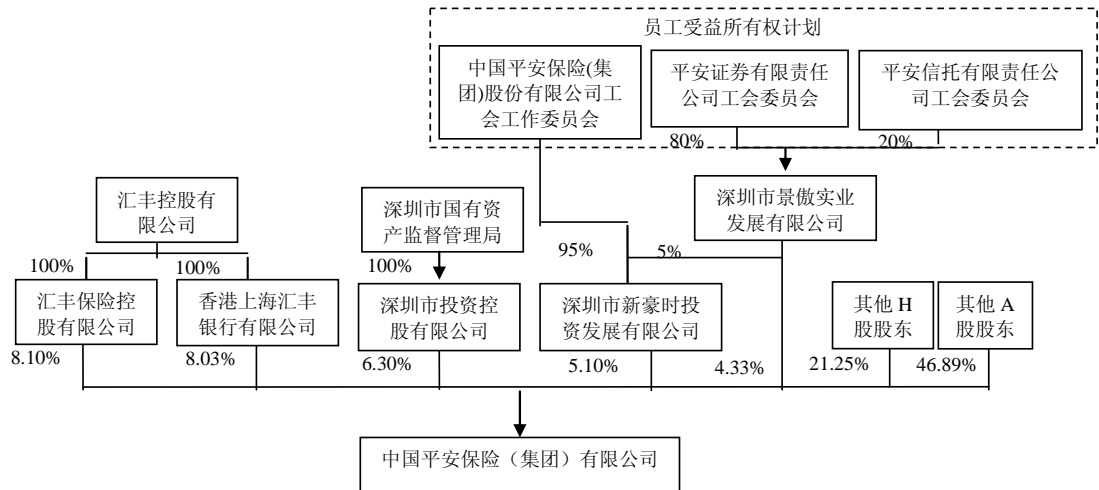 员工受益所有权计划
中国平安保险(集
团)股份有限公司工
会工作委员会
平安证券有限责任
公司工会委员会
平安信托有限责任公
司工会委员会
80%
20%
汇丰控股有
限公司
深圳市国有资
产监督管理局
深圳市景傲实业
发展有限公司
95%
5%
100%
100%
100%
汇丰保险控
股有限公司
香港上海汇丰
银行有限公司
深圳市投资控
股有限公司
深圳市新豪时投
资发展有限公司
其他 H
股股东
其他 A
股股东
8.10%
8.03%
6.30%
5.10%
4.33%
21.25%
46.89%
中国平安保险（集团）有限公司